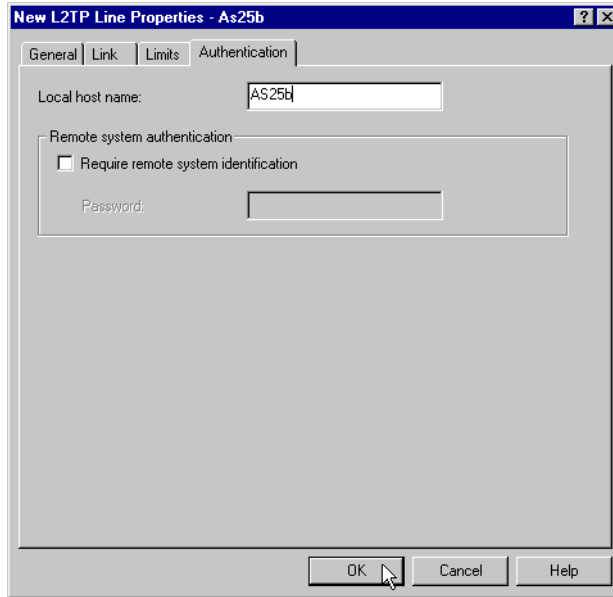 New L2TP Line Properties - As25b
General Link Limits Authentication
Local host name: AS25b
Remote system authentication
Require remote system identification
Password:
OK Cancel Help